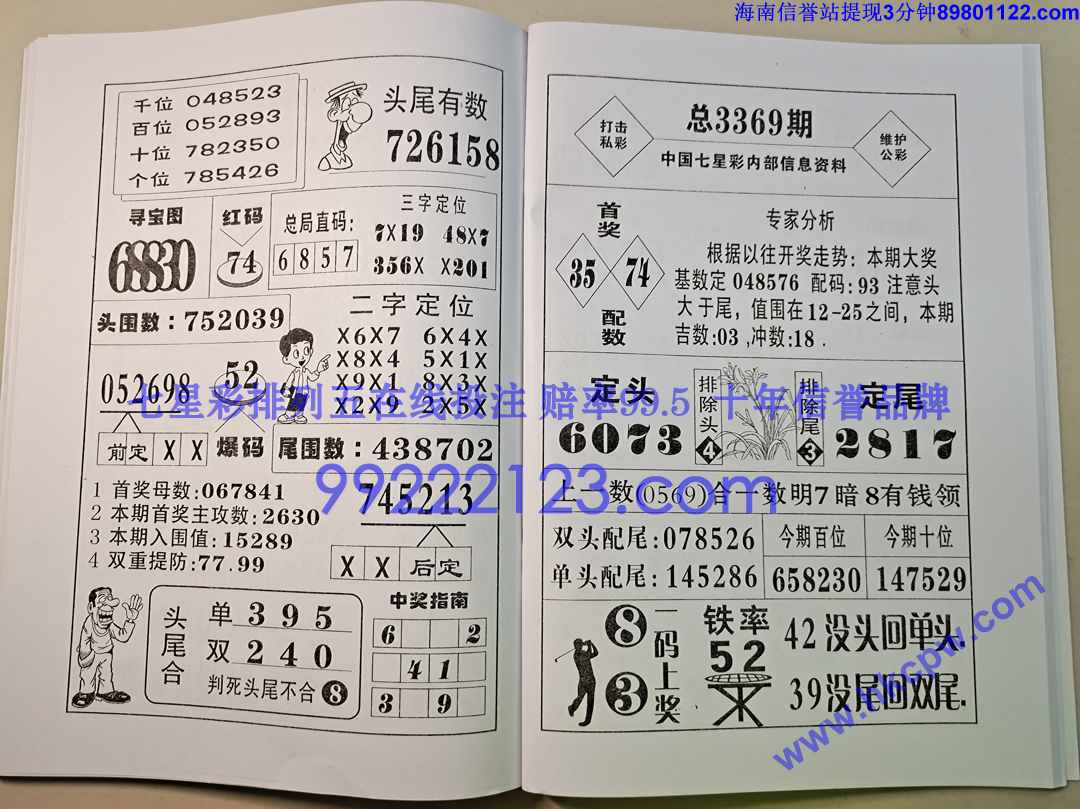 海南信誉站提现3分钟89801122.com
千位 048523
百位 052893
十位 782350
个位 785426
头尾有数
726158
寻宝图
68830
红码
74
总局直码:
6857
三字定位
7X19 48X7
356X X201
头围数:752039
二字定位
X6X7 6X4X
X8X4 5X1X
X9X1 8X3X
X2X9 2X5X
052698
前定 X X
52
爆码
尾围数:438702
1 首奖母数:067841
2 本期首奖主攻数:2630
3 本期入围值:15289
4 双重提防:77.99
745213
X X 后定
头尾合
单 3 9 5
双 2 4 0
判死头尾不合8
中奖指南
6 2
4 1
3 9
打击私彩
总3369期
中国七星彩内部信息资料
维护公彩
首奖
35 74
配数
专家分析
根据以往开奖走势:本期大奖
基数定 048576 配码:93 注意头
大于尾,值围在12-25之间,本期
吉数:03,冲数:18.
定头
6073
排除头4
排除尾3
定尾
2817
上一数(0569)合一数明7暗8有钱领
双头配尾:078526
单头配尾:145286
今期百位
658230
今期十位
147529
8
3
一码上奖
铁率
52
42没头回单头.
39没尾回双尾.
七星彩排列五在线投注 赔率99.5 十年信誉品牌
99322123.com
www.hkcptv.com